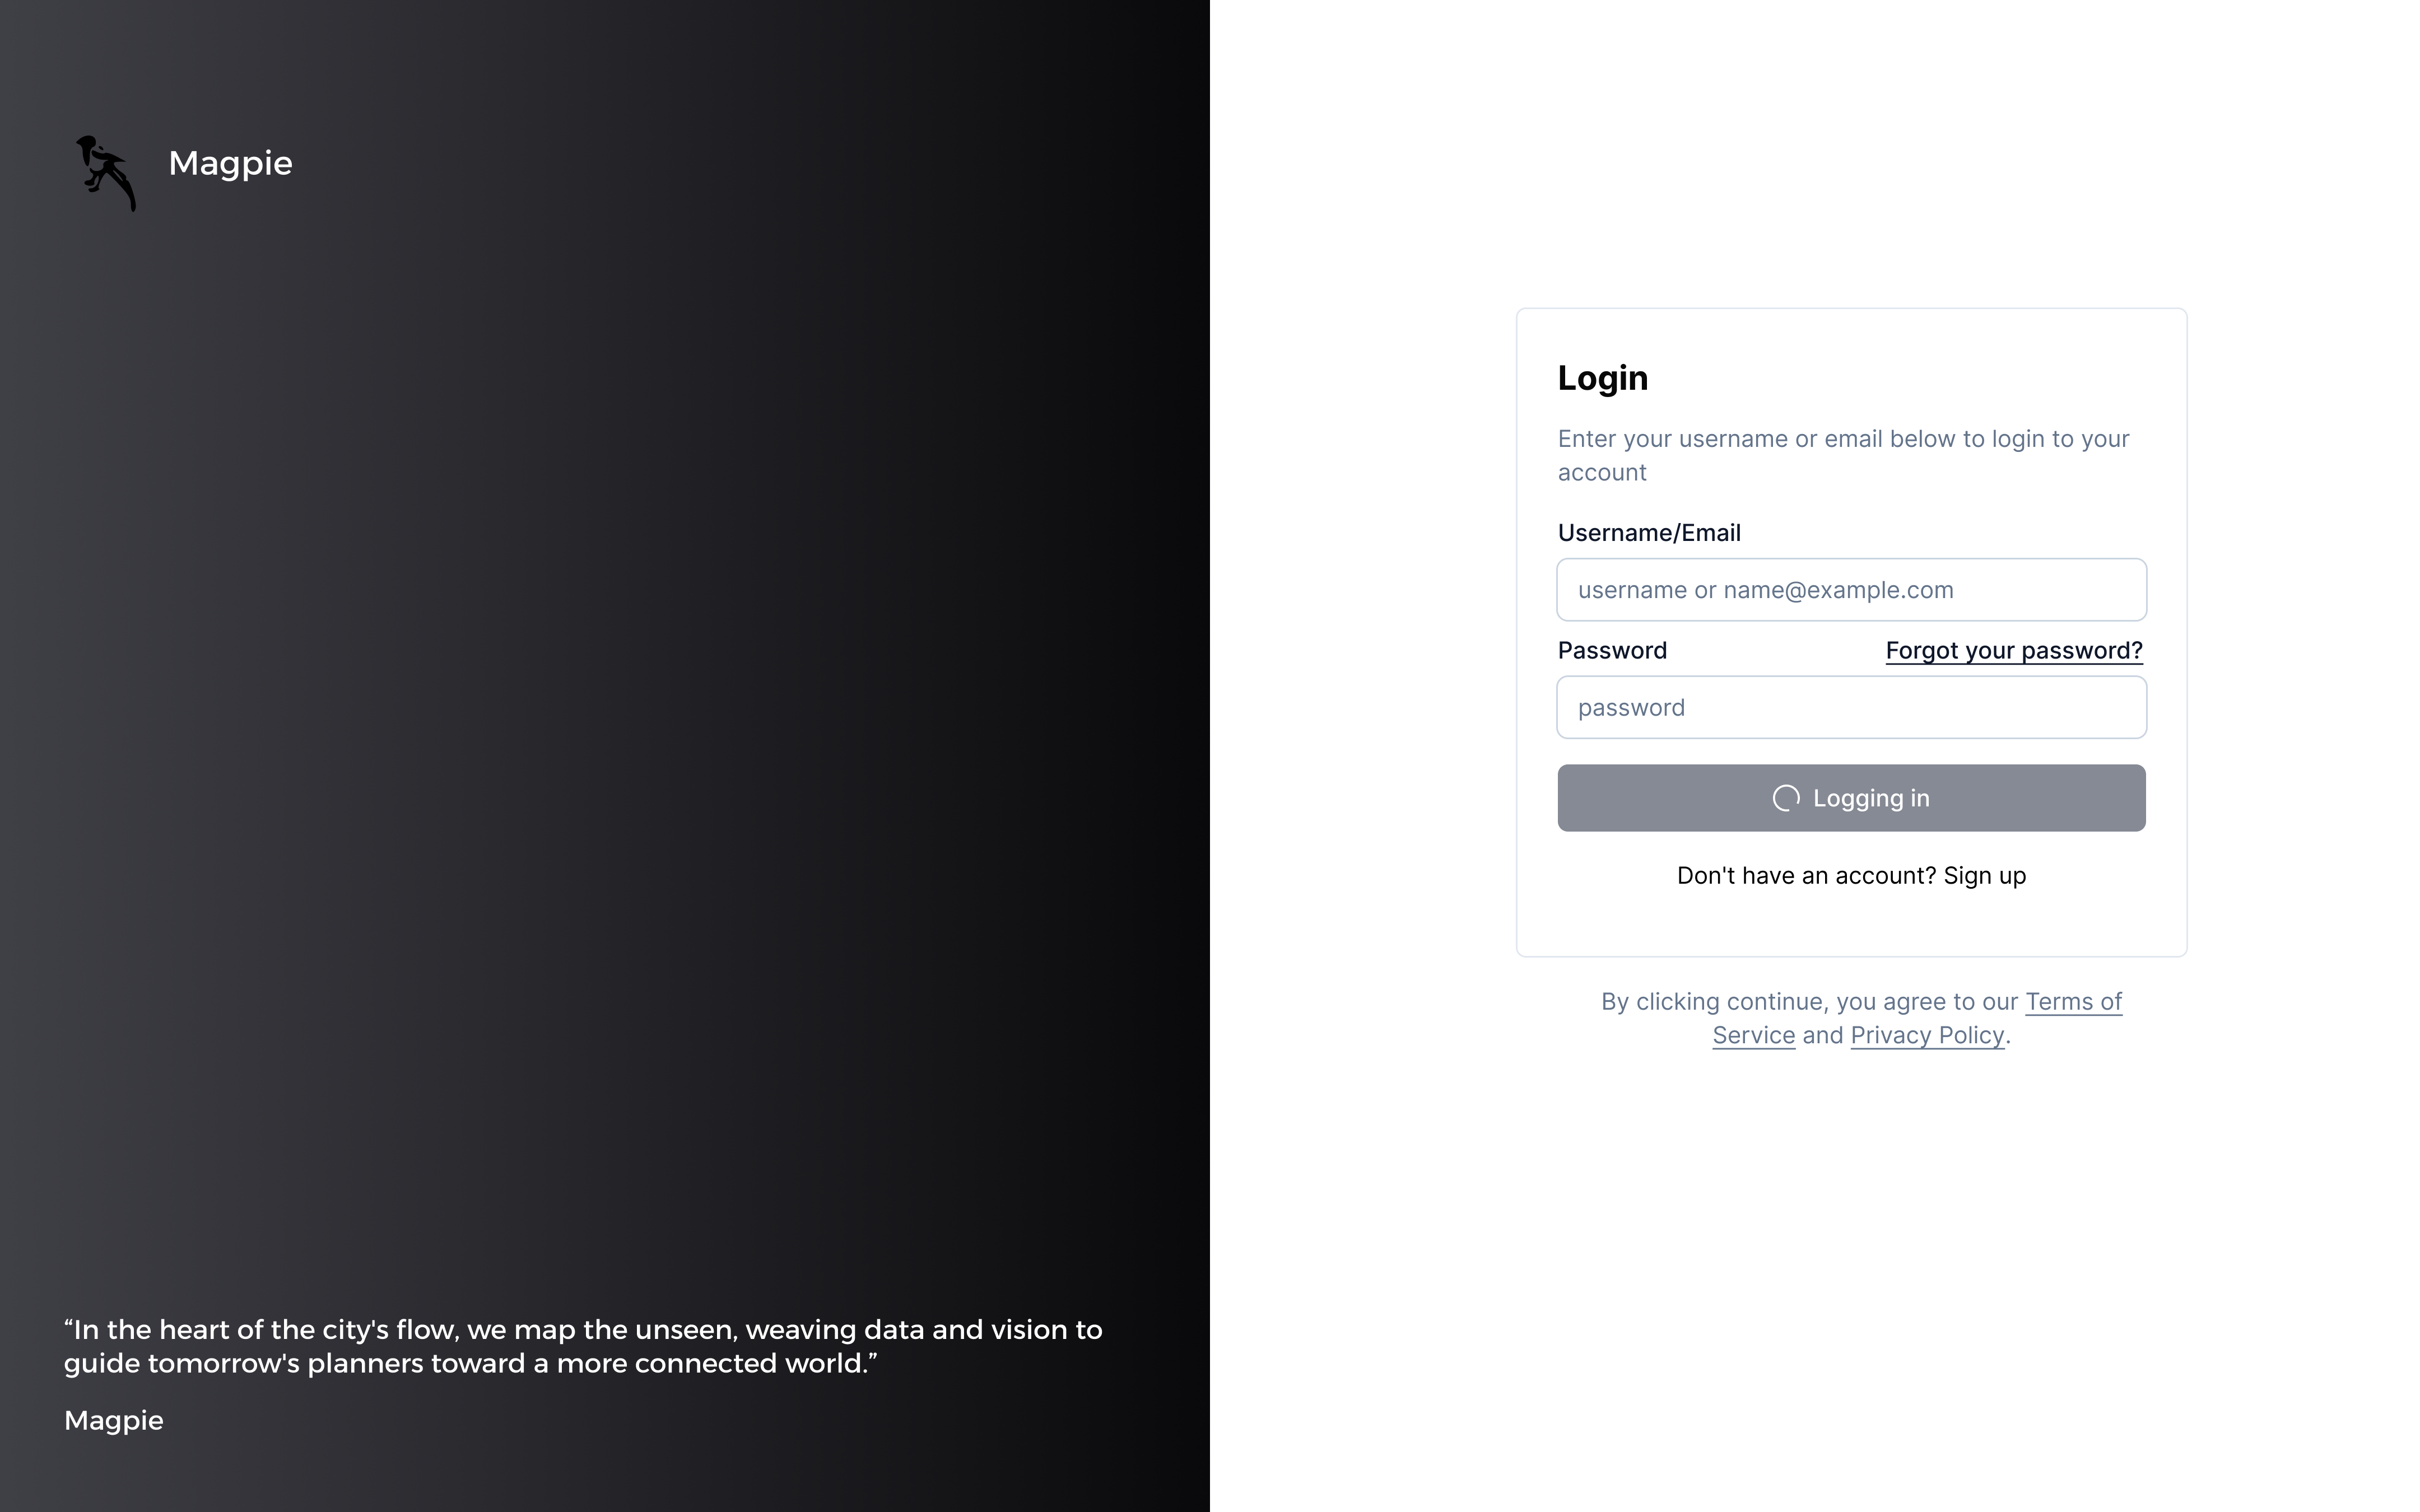 Magpie
“In the heart of the city's flow, we map the unseen, weaving data and vision to
guide tomorrow's planners toward a more connected world.”
Magpie
Login
Enter your username or email below to login to your
account
Username/Email
username or name@example.com
Password
Forgot your password?
password
Logging in
Don't have an account? Sign up
By clicking continue, you agree to our Terms of
Service and Privacy Policy.